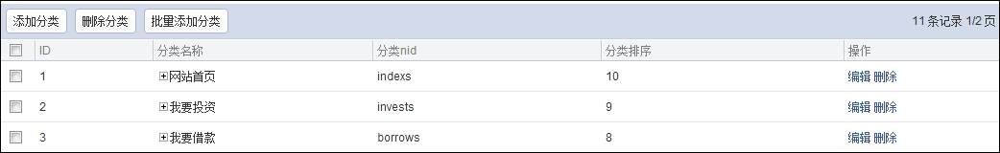 添加分类 删除分类 批量添加分类 11 条记录 1/2 页
ID 分类名称 分类nid 分类排序 操作
1 网站首页 indexs 10 编辑 删除
2 我要投资 invests 9 编辑 删除
3 我要借款 borrows 8 编辑 删除